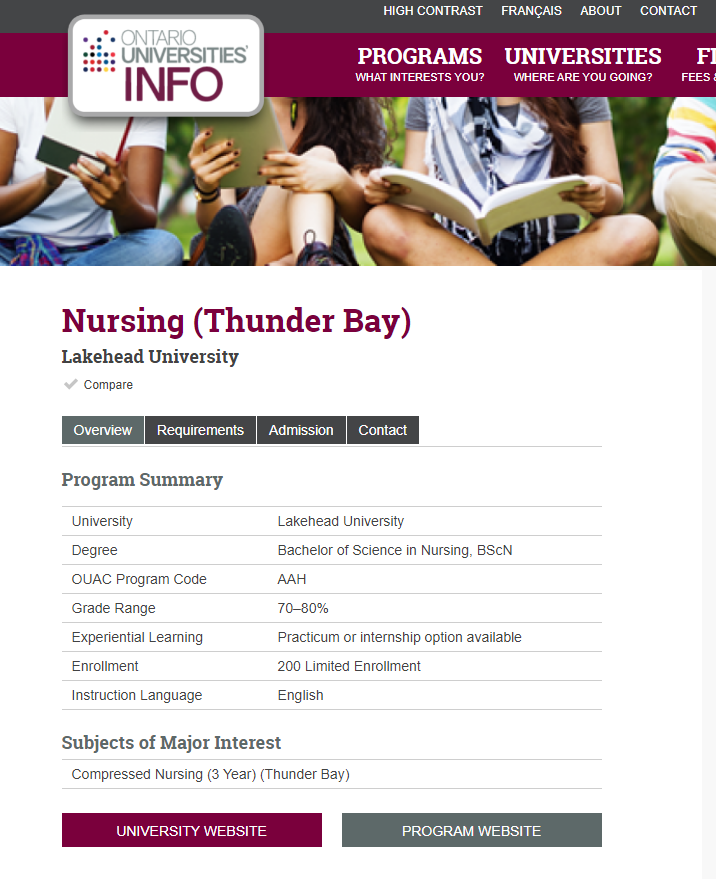 HIGH CONTRAST FRANÇAIS ABOUT CONTACT
ONTARIO
UNIVERSITIES'
INFO
PROGRAMS UNIVERSITIES
WHAT INTERESTS YOU? WHERE ARE YOU GOING? FEES &
Nursing (Thunder Bay)
Lakehead University
Compare
Overview Requirements Admission Contact
Program Summary
University Lakehead University
Degree Bachelor of Science in Nursing, BScN
OUAC Program Code AAH
Grade Range 70–80%
Experiential Learning Practicum or internship option available
Enrollment 200 Limited Enrollment
Instruction Language English
Subjects of Major Interest
Compressed Nursing (3 Year) (Thunder Bay)
UNIVERSITY WEBSITE PROGRAM WEBSITE